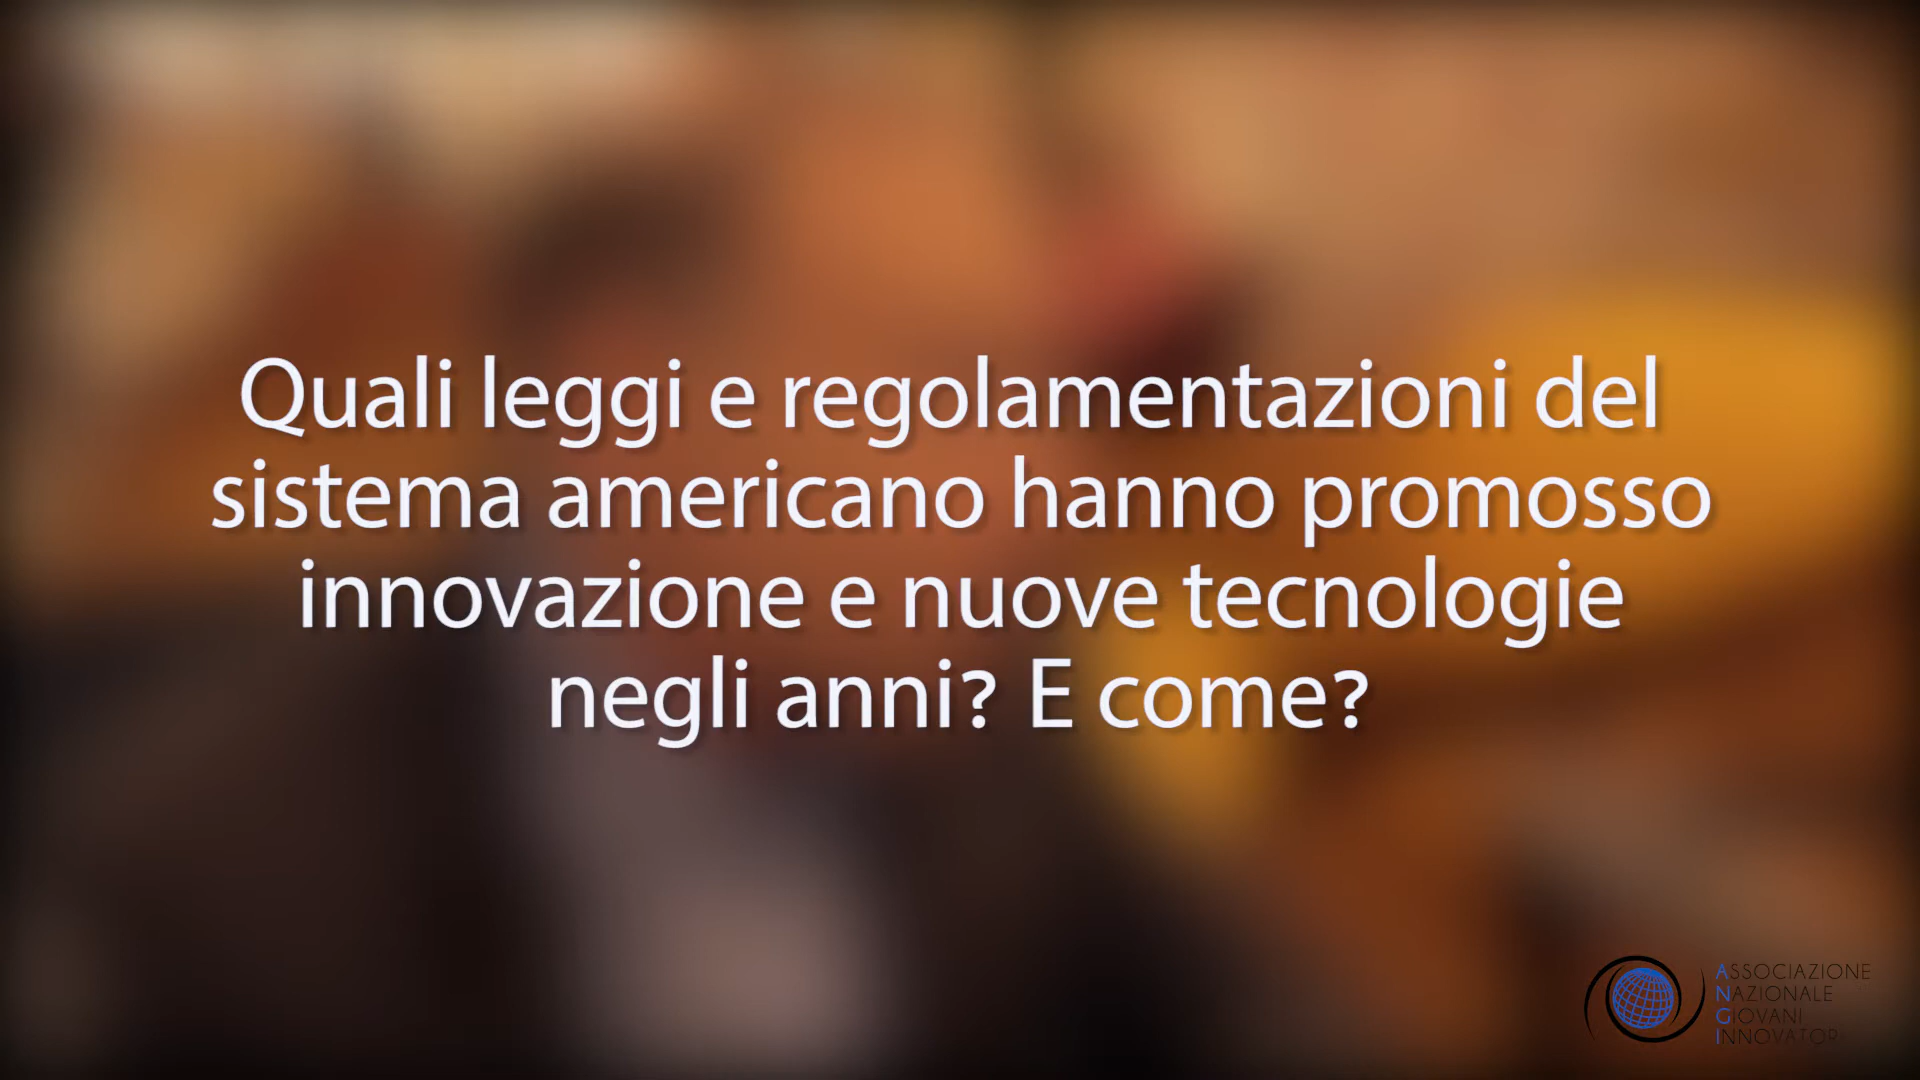 Quali leggi e regolamentazioni del
sistema americano hanno promosso
innovazione e nuove tecnologie
negli anni? E come?
ASSOCIAZIONE
NAZIONALE
GIOVANI
INNOVATORI